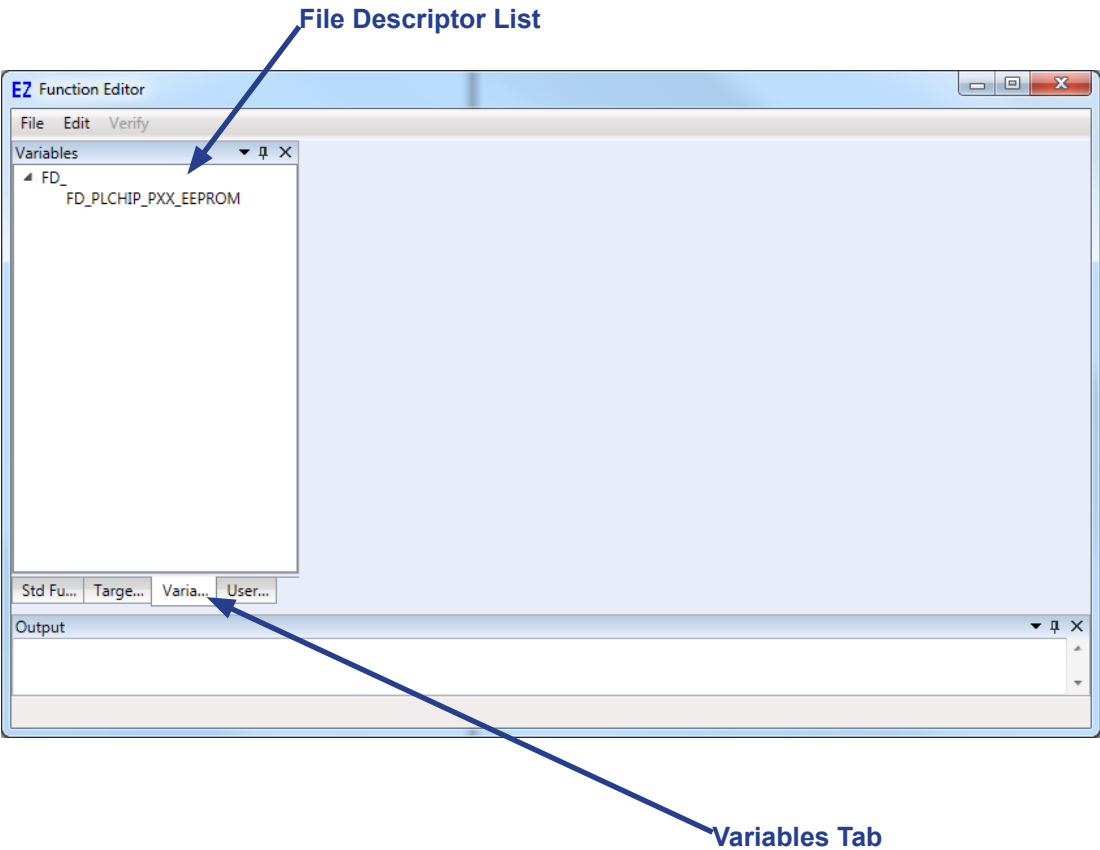 File Descriptor List
EZ Function Editor
File Edit Verify
Variables
FD_
FD_PLCHIP_PXX_EEPROM
Std Fu... Targe... Varia... User...
Output
Variables Tab